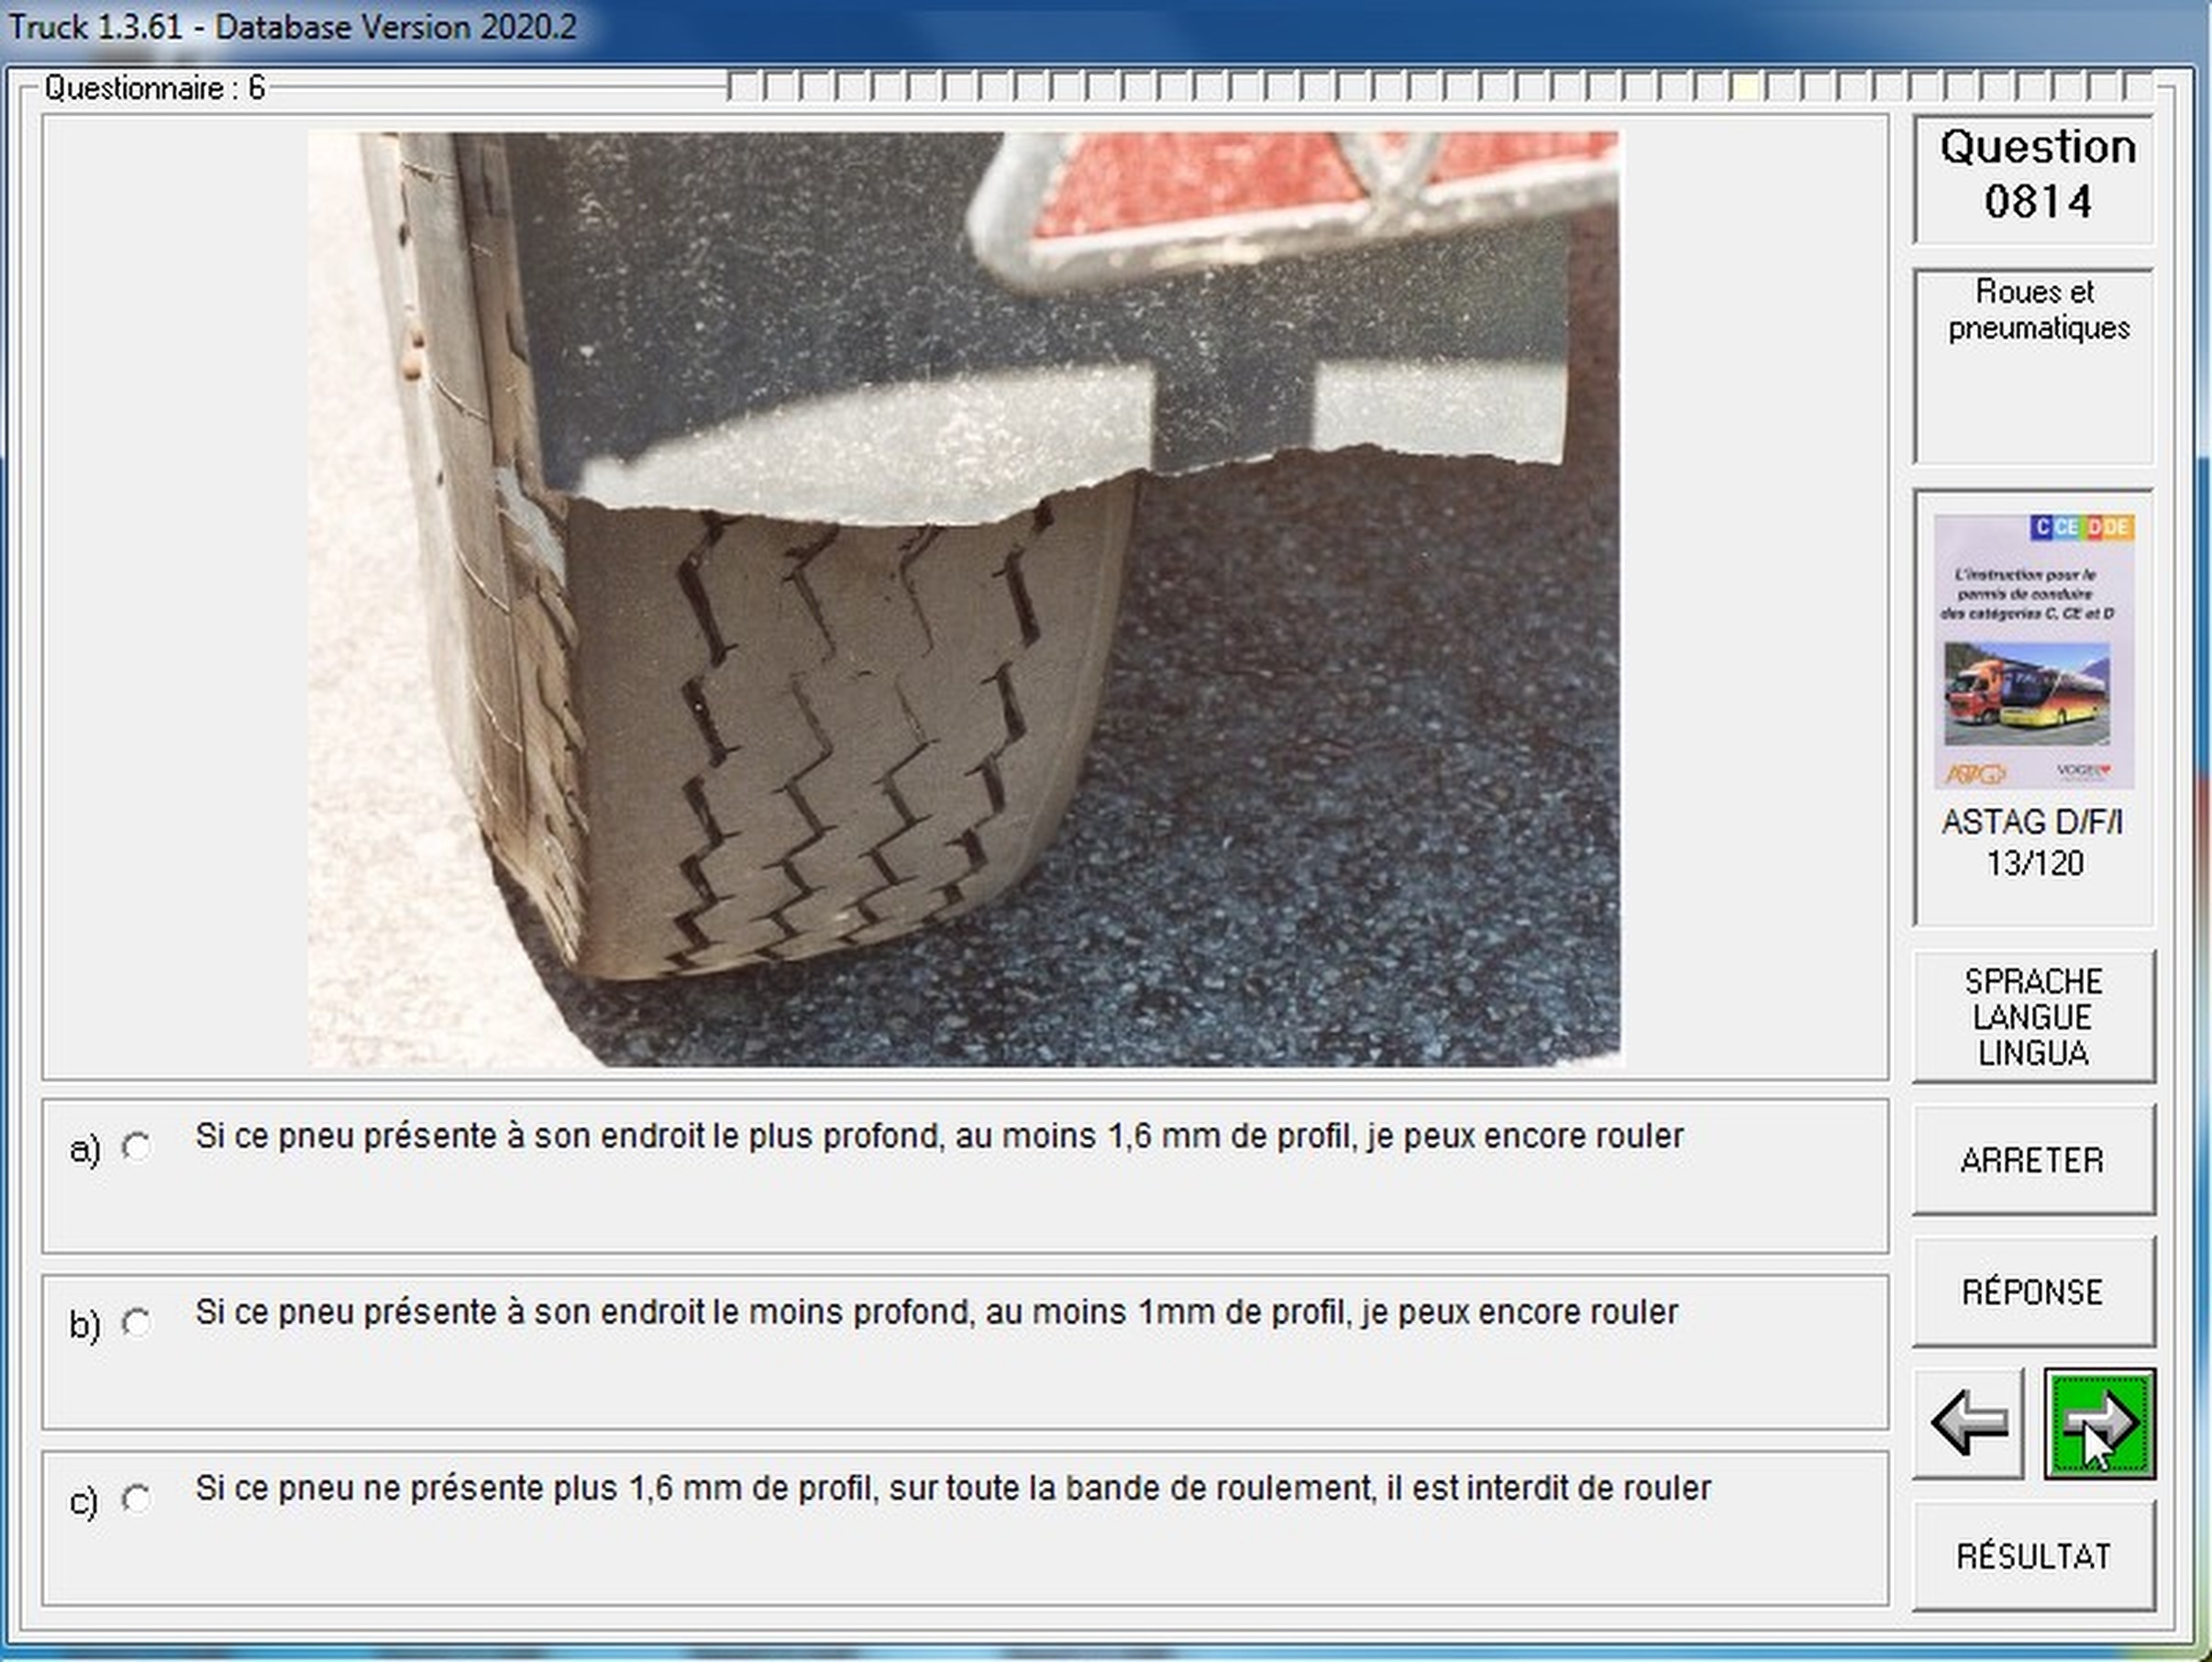 Truck 1.3.61 - Database Version 2020.2
Questionnaire : 6
Question
0814
Roues et
pneumatiques
C CE D DE
L'instruction pour le
permis de conduire
des catégories C, CE et D
ASTAG
VOGEL
ASTAG D/F/I
13/120
SPRACHE
LANGUE
LINGUA
a) Si ce pneu présente à son endroit le plus profond, au moins 1,6 mm de profil, je peux encore rouler
ARRETER
b) Si ce pneu présente à son endroit le moins profond, au moins 1mm de profil, je peux encore rouler
RÉPONSE
c) Si ce pneu ne présente plus 1,6 mm de profil, sur toute la bande de roulement, il est interdit de rouler
RÉSULTAT